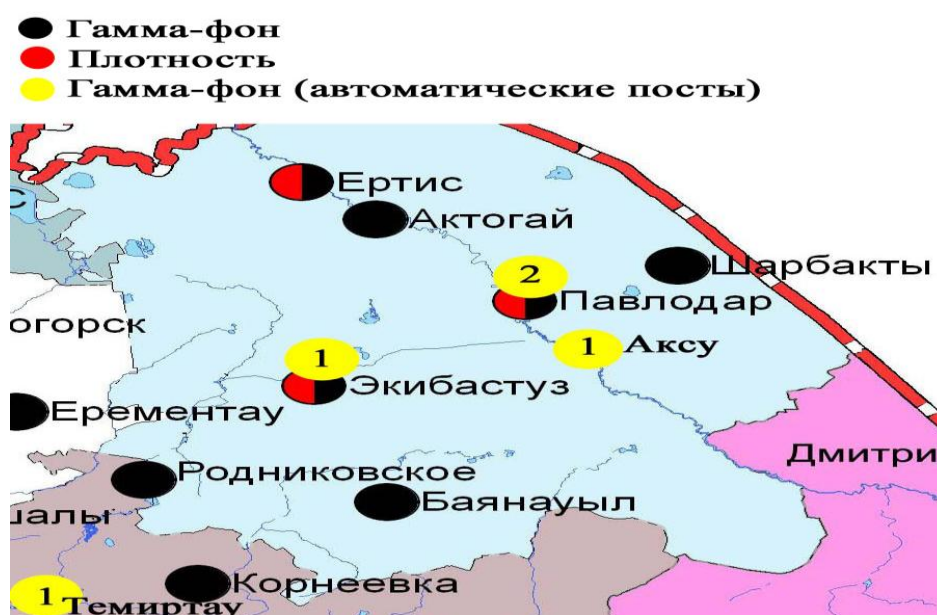 Гамма-фон
Плотность
Гамма-фон (автоматические посты)
Ертис
с
Актогай
Шарбакты
2
Павлодар
огорск
1
Аксу
1
Экибастуз
Ерементау
Дмитри
Родниковское
Баянауыл
шалы
Корнеевка
1
Темиртау